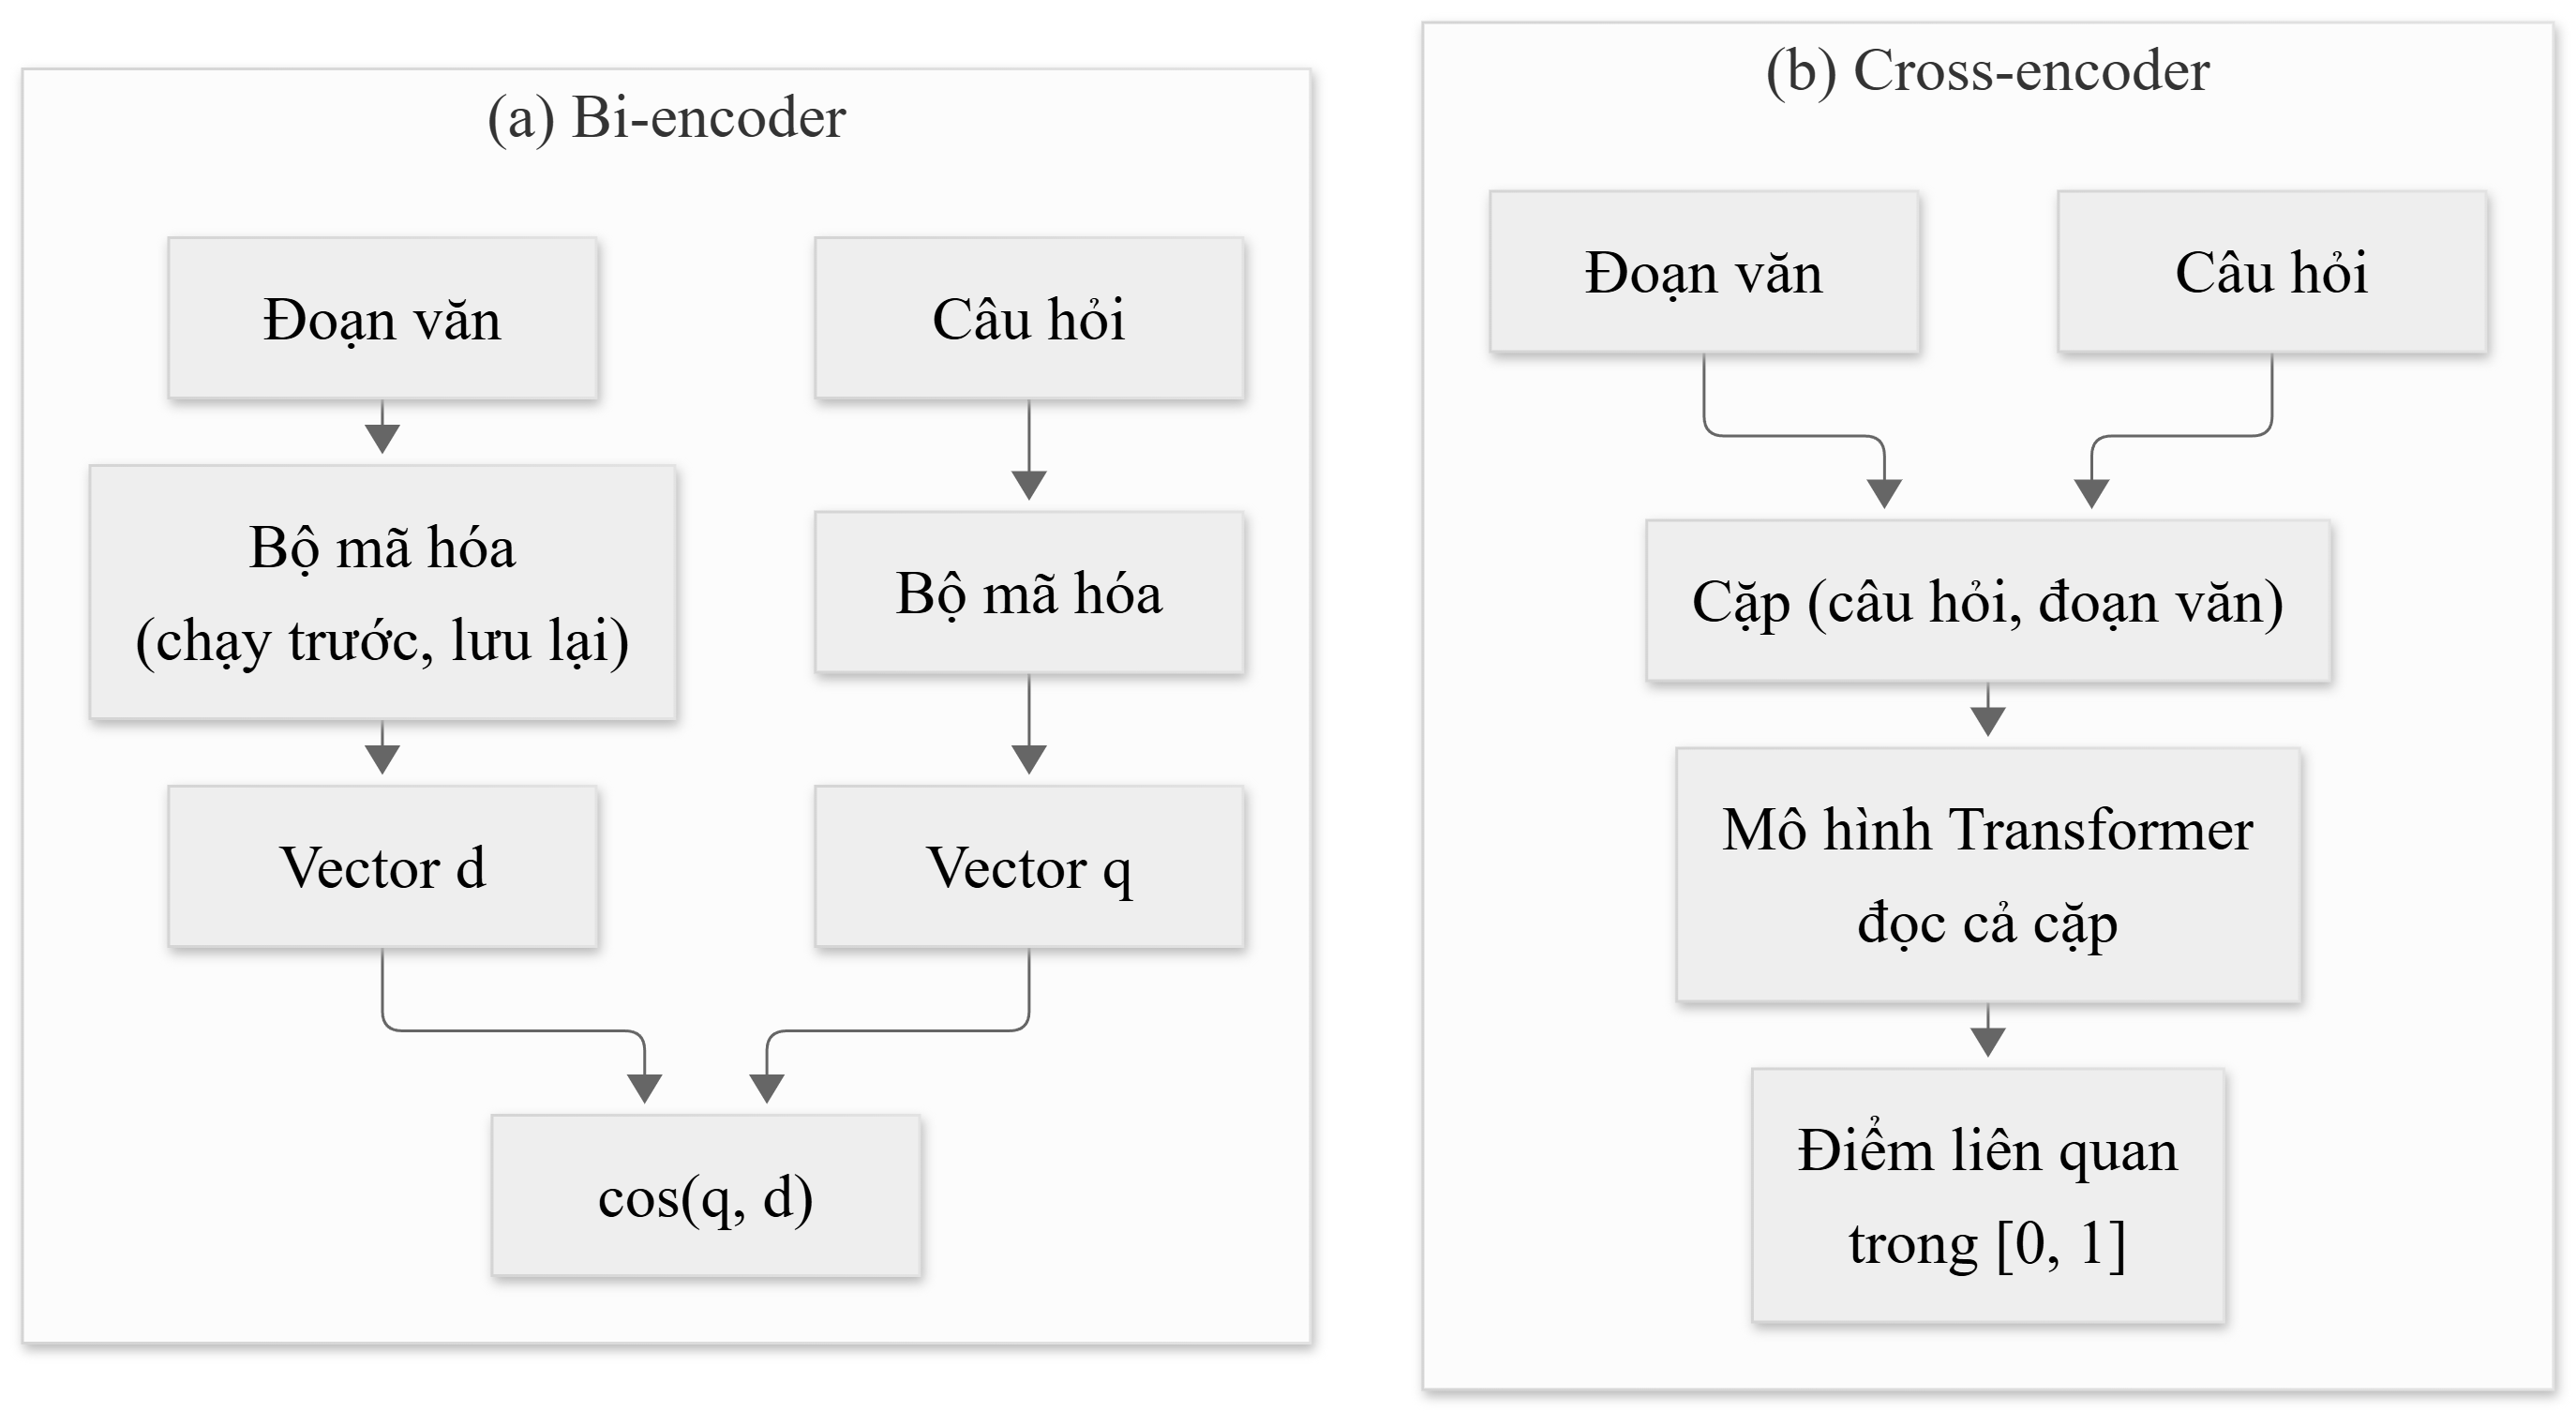 (a) Bi-encoder
Đoạn văn
Câu hỏi
Bộ mã hóa
(chạy trước, lưu lại)
Bộ mã hóa
Vector d
Vector q
cos(q, d)
(b) Cross-encoder
Đoạn văn
Câu hỏi
Cặp (câu hỏi, đoạn văn)
Mô hình Transformer
đọc cả cặp
Điểm liên quan
trong [0, 1]